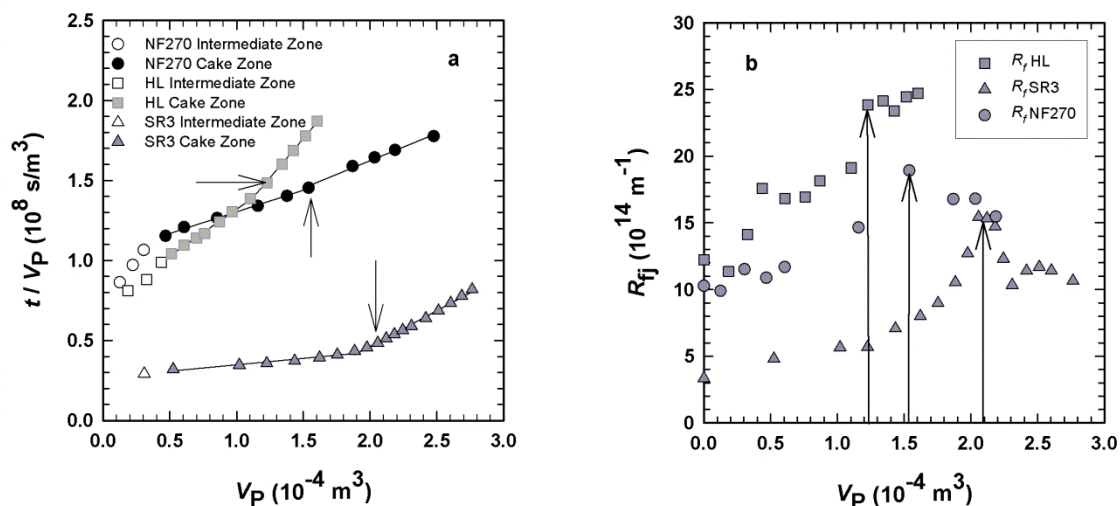 NF270 Intermediate Zone
NF270 Cake Zone
HL Intermediate Zone
HL Cake Zone
SR3 Intermediate Zone
SR3 Cake Zone
a
2.5
2.0
1.5
1.0
0.5
0.0
t / VP (10^8 s/m^3)
0.0 0.5 1.0 1.5 2.0 2.5 3.0
VP (10^-4 m^3)
b
Rf HL
Rf SR3
Rf NF270
30
25
20
15
10
5
0
Rfj (10^14 m^-1)
0.0 0.5 1.0 1.5 2.0 2.5 3.0
VP (10^-4 m^3)